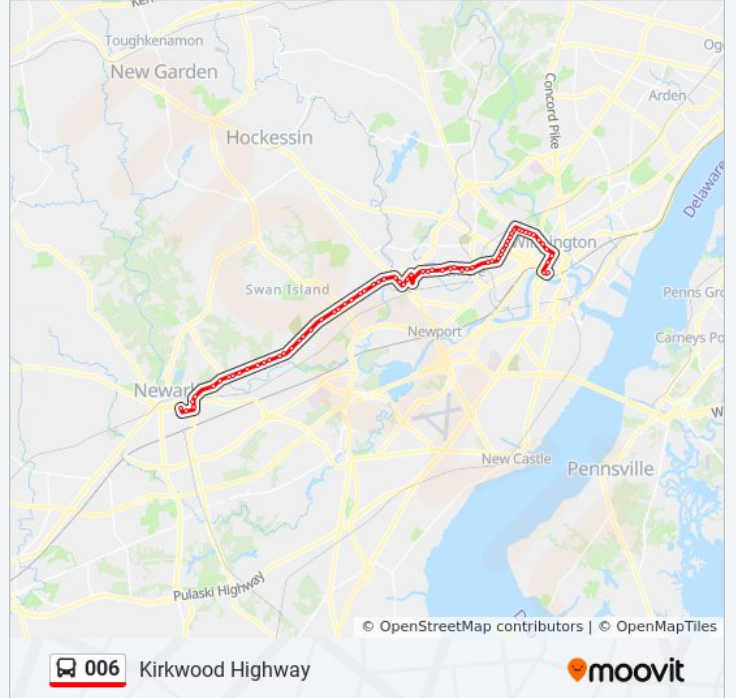 Toughkenamon
New Garden
Hockessin
Concord Pike
Arden
Delaware
Wilmington
Swan Island
Penns Gr
Newport
Carneys Po
Newark
New Castle
Pennsville
Pulaski Highway
© OpenStreetMap contributors | © OpenMapTiles
006 Kirkwood Highway
moovit